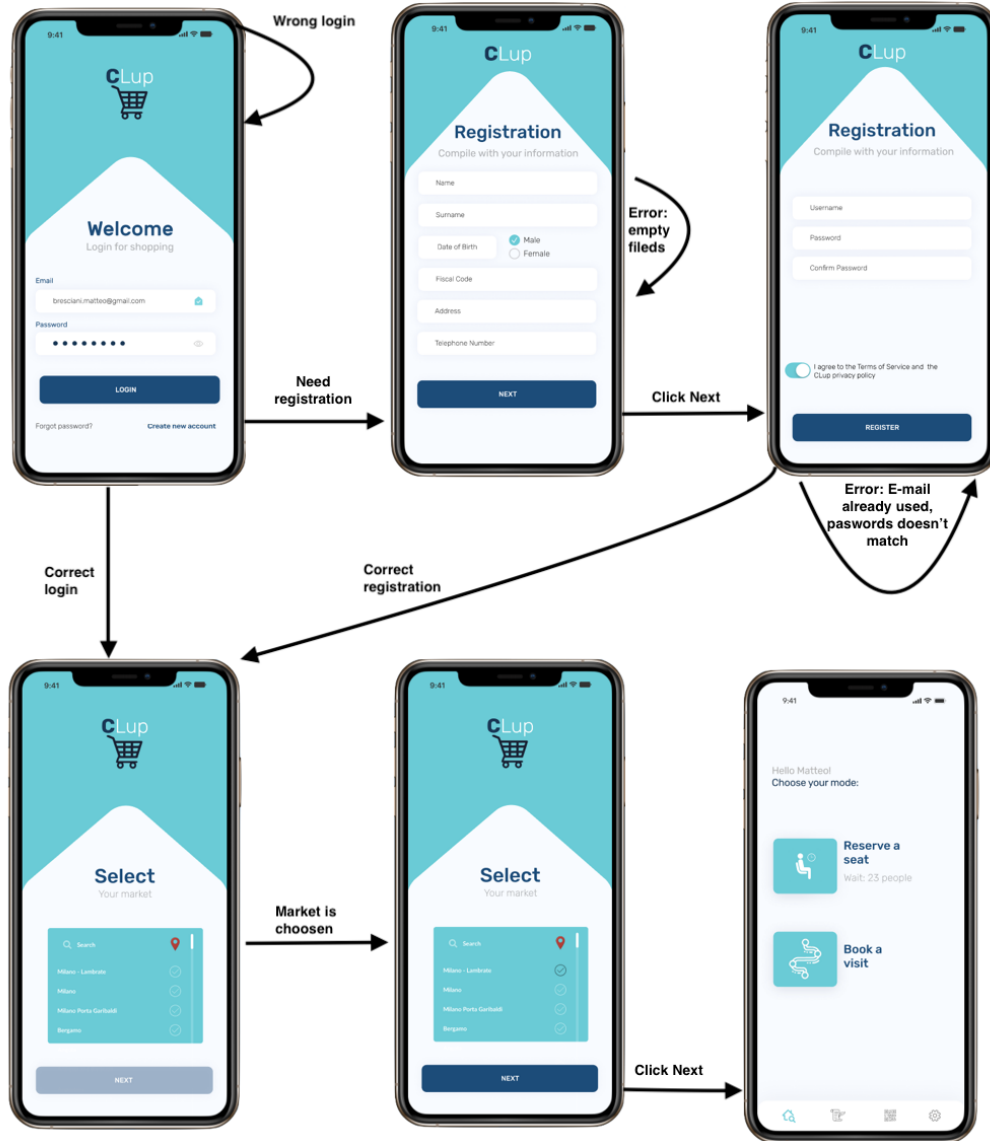 Wrong login
9:41
CLup
Welcome
Login for shopping
Email
bresciani.matteo@gmail.com
Password
LOGIN
Forgot password? Create new account
Need
registration
9:41
CLup
Registration
Compile with your information
Name
Surname
Date of Birth
Male
Female
Fiscal Code
Address
Telephone Number
NEXT
Error:
empty
fileds
Click Next
9:41
CLup
Registration
Compile with your information
Username
Password
Confirm Password
I agree to the Terms of Service and the
CLup privacy policy
REGISTER
Error: E-mail
already used,
paswords doesn't
match
Correct
login
Correct
registration
9:41
CLup
Select
Your market
Search
Milano - Lambrate
Milano
Milano Porta Garibaldi
Bergamo
NEXT
Market is
choosen
9:41
CLup
Select
Your market
Search
Milano - Lambrate
Milano
Milano Porta Garibaldi
Bergamo
NEXT
Click Next
9:41
Hello Matteo!
Choose your mode:
Reserve a
seat
Wait: 23 people
Book a
visit